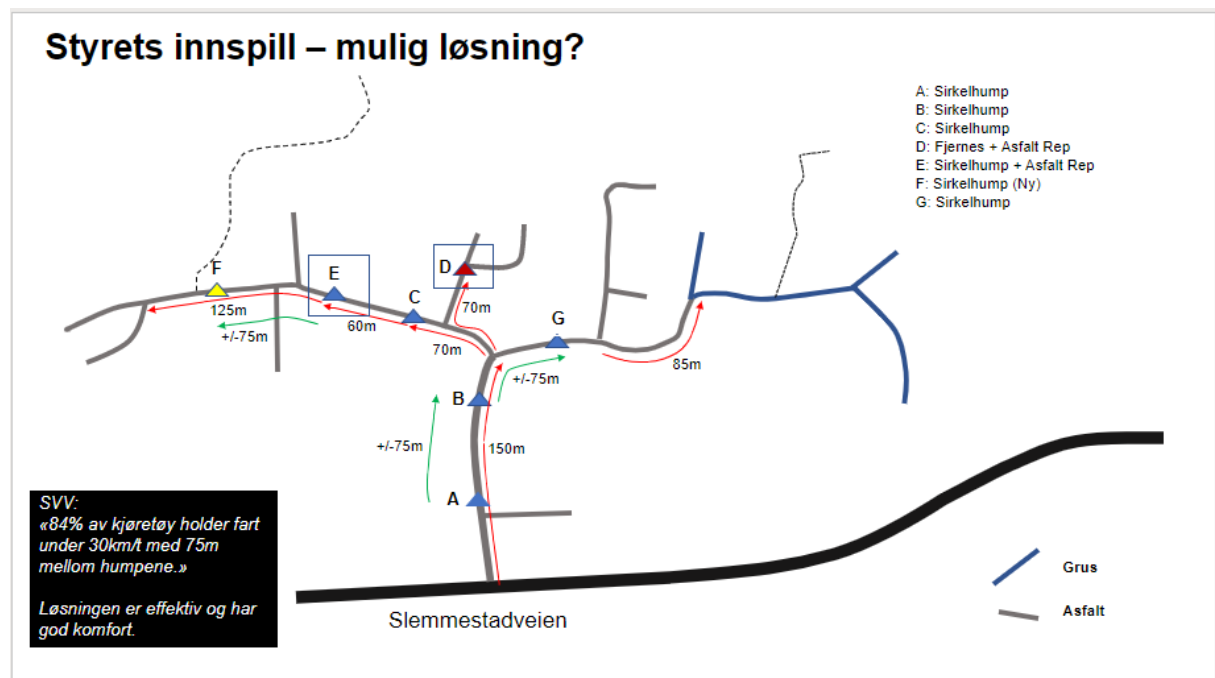 Styrets innspill – mulig løsning?
A: Sirkelhump
B: Sirkelhump
C: Sirkelhump
D: Fjernes + Asfalt Rep
E: Sirkelhump + Asfalt Rep
F: Sirkelhump (Ny)
G: Sirkelhump
F
E
D
C
G
125m
+/-75m
60m
70m
70m
+/-75m
85m
B
+/-75m
150m
A
SVV:
«84% av kjøretøy holder fart
under 30km/t med 75m
mellom humpene.»
Løsningen er effektiv og har
god komfort.
Slemmestadveien
Grus
Asfalt